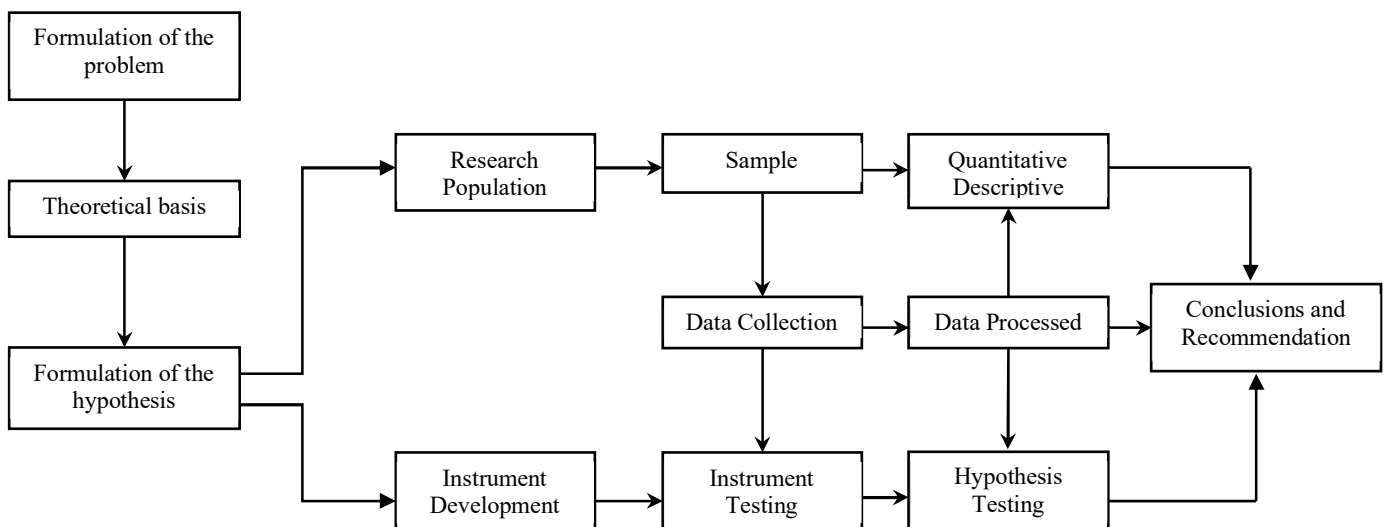 Formulation of the
problem
Theoretical basis
Formulation of the
hypothesis
Research
Population
Sample
Quantitative
Descriptive
Data Collection
Data Processed
Conclusions and
Recommendation
Instrument
Development
Instrument
Testing
Hypothesis
Testing